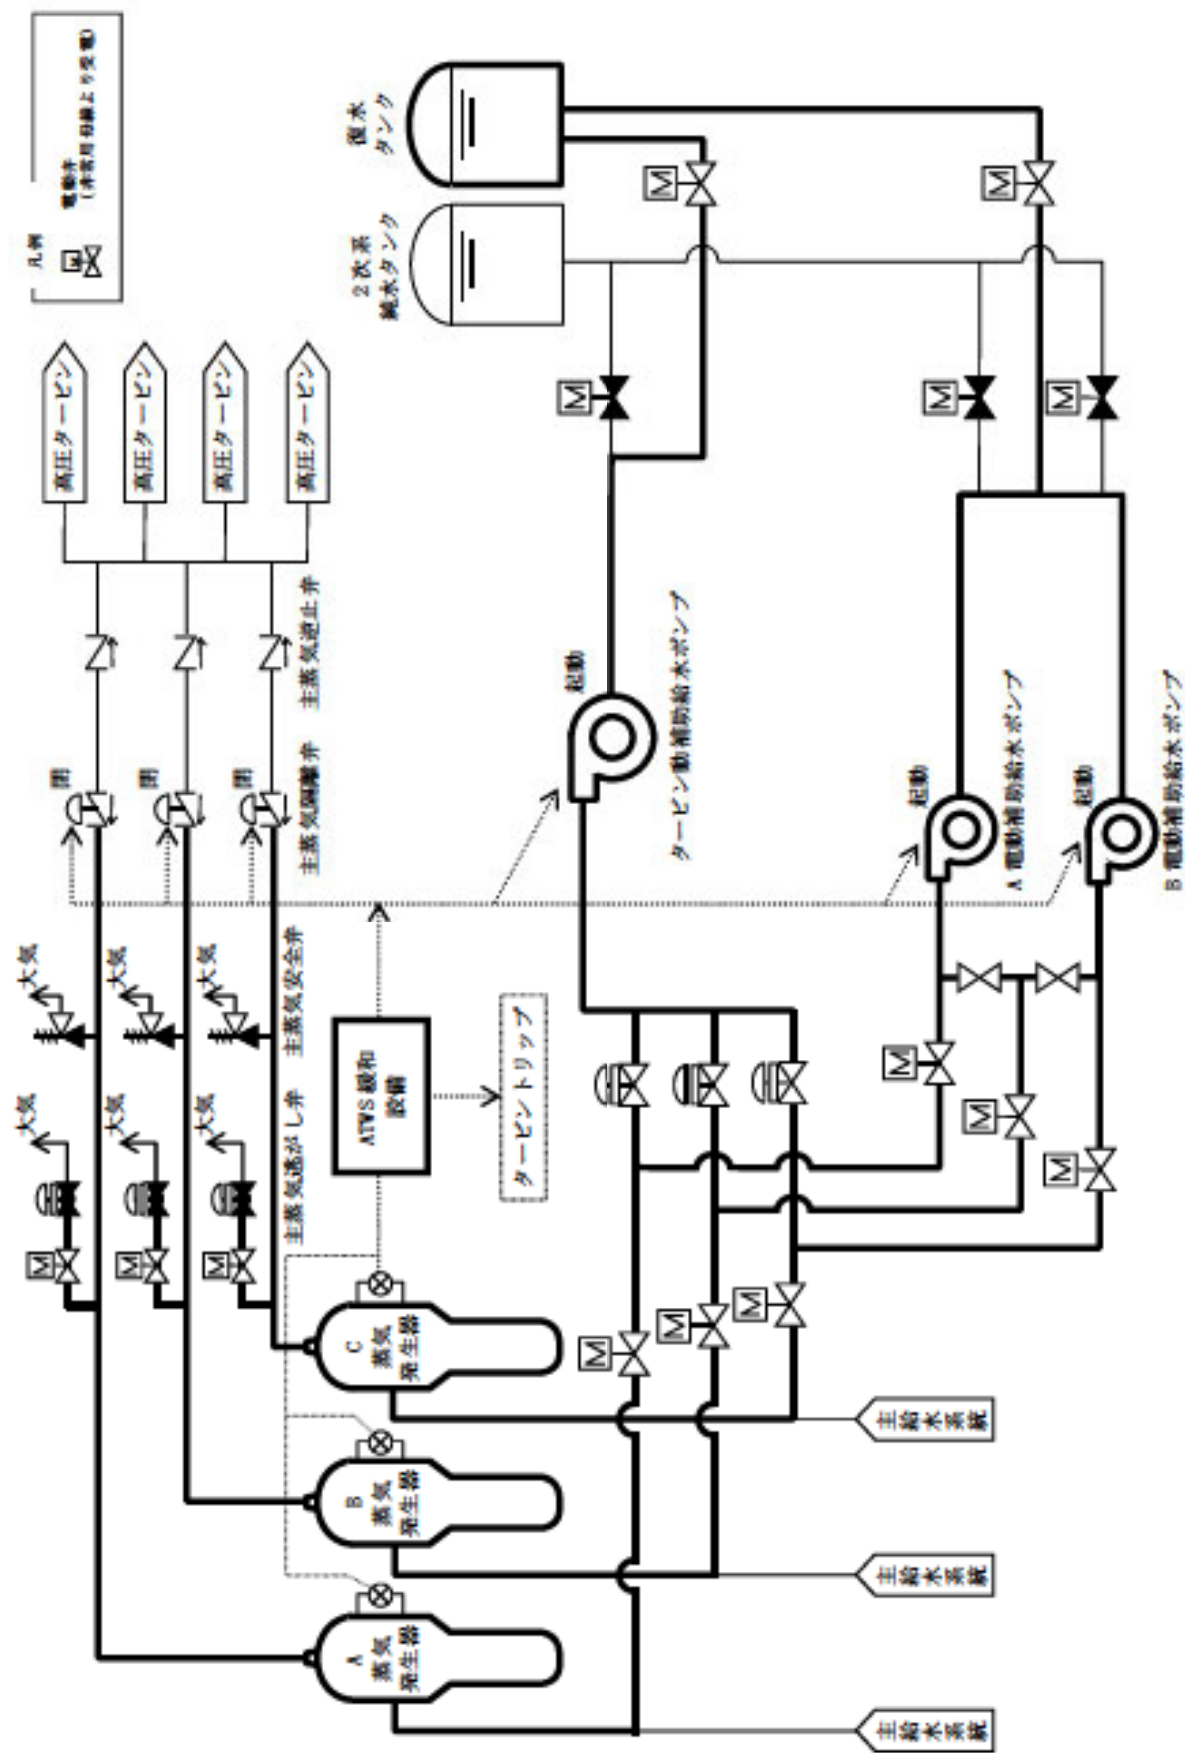 凡例
M
電動弁
(非常用母線より受電)
高圧タービン
高圧タービン
高圧タービン
高圧タービン
復水
タンク
2次系
純水タンク
M
M
M
M
M
主蒸気逆止弁
閉
閉
閉
主蒸気隔離弁
起動
タービン動補助給水ポンプ
起動
A電動補助給水ポンプ
起動
B電動補助給水ポンプ
大気
大気
大気
主蒸気安全弁
大気
大気
大気
主蒸気逃がし弁
ATWS緩和
設備
タービントリップ
M
M
M
M
M
M
M
M
M
C
蒸気
発生器
B
蒸気
発生器
A
蒸気
発生器
主給水系統
主給水系統
主給水系統